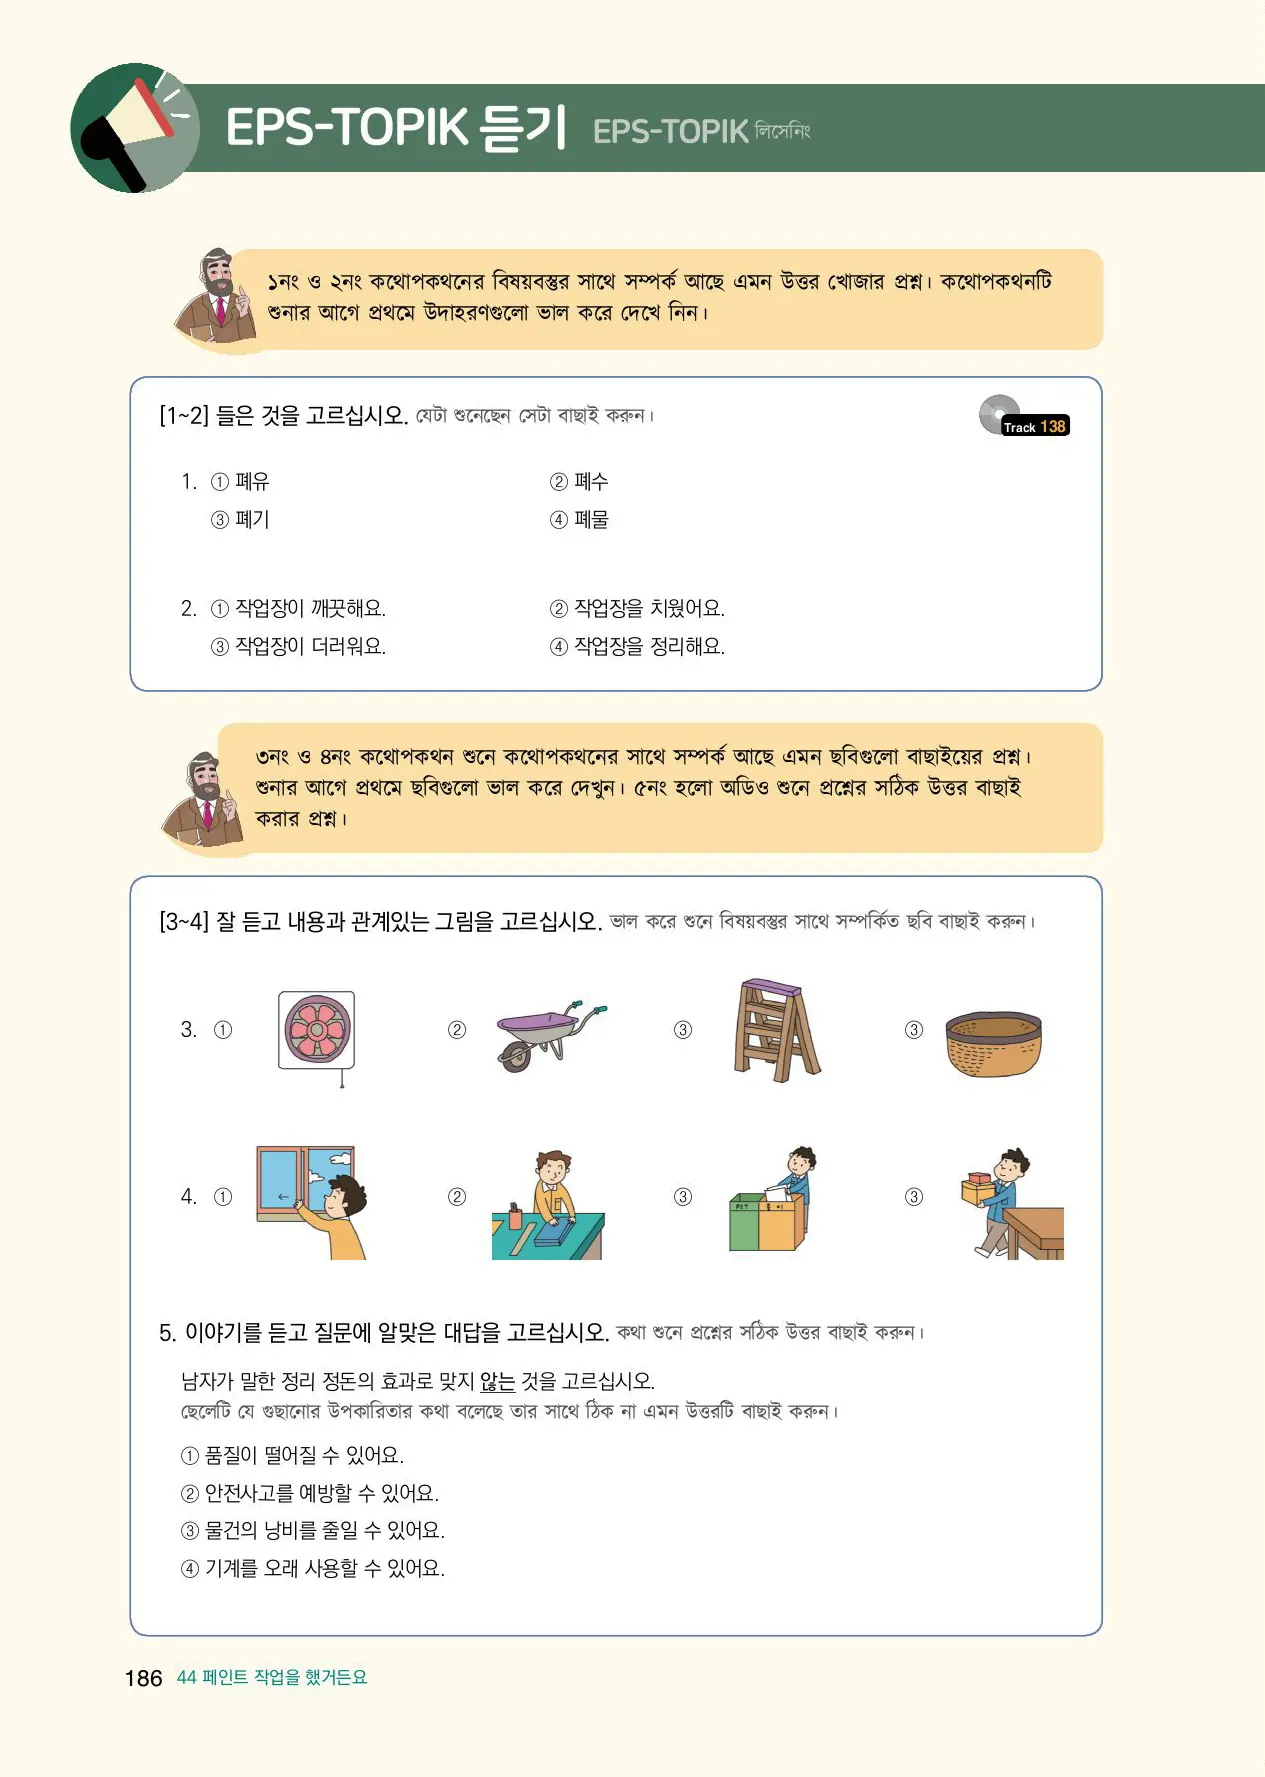 EPS-TOPIK 듣기 EPS-TOPIK লিসেনিং
১নং ও ২নং কথোপকথনের বিষয়বস্তুর সাথে সম্পর্ক আছে এমন উত্তর খোজার প্রশ্ন। কথোপকথনটি
শুনার আগে প্রথমে উদাহরণগুলো ভাল করে দেখে নিন।
[1~2] 들은 것을 고르십시오. যেটা শুনেছেন সেটা বাছাই করুন।
Track 138
1. ① 폐유 ② 폐수
③ 폐기 ④ 폐물
2. ① 작업장이 깨끗해요. ② 작업장을 치웠어요.
③ 작업장이 더러워요. ④ 작업장을 정리해요.
৩নং ও ৪নং কথোপকথন শুনে কথোপকথনের সাথে সম্পর্ক আছে এমন ছবিগুলো বাছাইয়ের প্রশ্ন।
শুনার আগে প্রথমে ছবিগুলো ভাল করে দেখুন। ৫নং হলো অডিও শুনে প্রশ্নের সঠিক উত্তর বাছাই
করার প্রশ্ন।
[3~4] 잘 듣고 내용과 관계있는 그림을 고르십시오. ভাল করে শুনে বিষয়বস্তুর সাথে সম্পর্কিত ছবি বাছাই করুন।
3. ① ② ③ ③
4. ① ② ③ ③
PET 종이
5. 이야기를 듣고 질문에 알맞은 대답을 고르십시오. কথা শুনে প্রশ্নের সঠিক উত্তর বাছাই করুন।
남자가 말한 정리 정돈의 효과로 맞지 않는 것을 고르십시오.
ছেলেটি যে গুছানোর উপকারিতার কথা বলেছে তার সাথে ঠিক না এমন উত্তরটি বাছাই করুন।
① 품질이 떨어질 수 있어요.
② 안전사고를 예방할 수 있어요.
③ 물건의 낭비를 줄일 수 있어요.
④ 기계를 오래 사용할 수 있어요.
186 44 페인트 작업을 했거든요